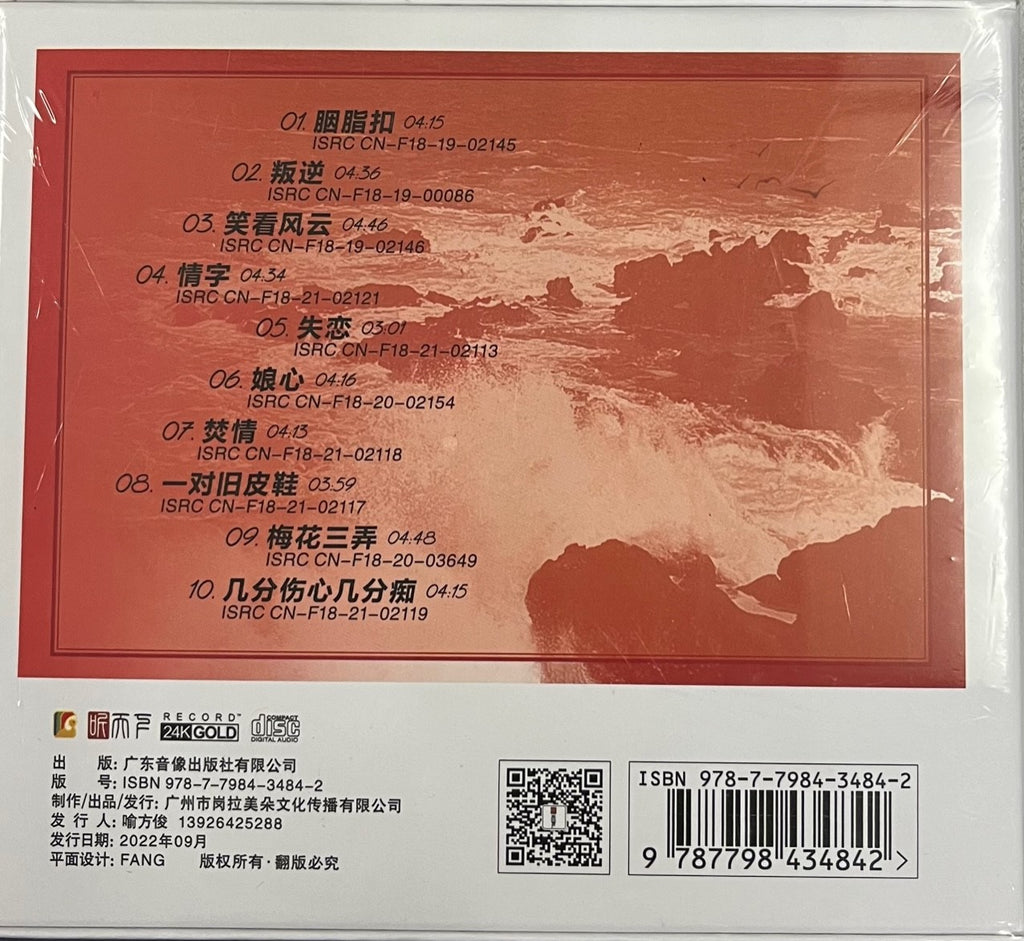 01. 胭脂扣 04:15
ISRC CN-F18-19-02145
02. 叛逆 04:36
ISRC CN-F18-19-00086
03. 笑看风云 04:46
ISRC CN-F18-19-02146
04. 情字 04:34
ISRC CN-F18-21-02121
05. 失恋 03:01
ISRC CN-F18-21-02113
06. 娘心 04:16
ISRC CN-F18-20-02154
07. 焚情 04:13
ISRC CN-F18-21-02118
08. 一对旧皮鞋 03:59
ISRC CN-F18-21-02117
09. 梅花三弄 04:48
ISRC CN-F18-20-03649
10. 几分伤心几分痴 04:15
ISRC CN-F18-21-02119
RECORD™
24K GOLD
COMPACT
disc
DIGITAL AUDIO
出 版: 广东音像出版社有限公司
版 号: ISBN 978-7-7984-3484-2
制作/出品/发行: 广州市岗拉美朵文化传播有限公司
发 行 人: 喻方俊 13926425288
发行日期: 2022年09月
平面设计: FANG 版权所有·翻版必究
ISBN 978-7-7984-3484-2
9 787798 434842 >